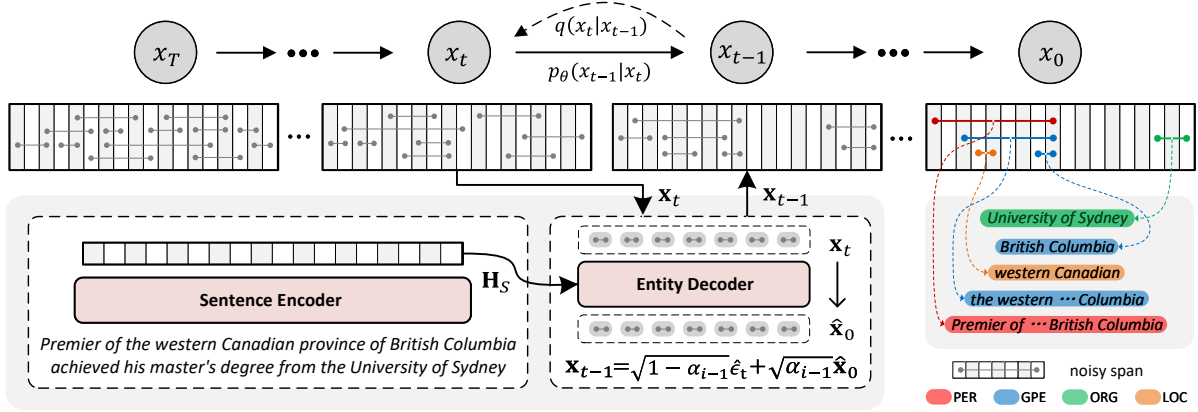 q(x_t|x_{t-1})
x_T
•••
x_t
x_{t-1}
•••
x_0
p_θ(x_{t-1}|x_t)
•••
•••
x_t
x_{t-1}
University of Sydney
British Columbia
western Canadian
the western ··· Columbia
Premier of ··· British Columbia
x_t
Sentence Encoder
H_S
Entity Decoder
x̂_0
Premier of the western Canadian province of British Columbia
achieved his master's degree from the University of Sydney
x_{t-1}=√(1 − α_{i-1})ε̂_t+√(α_{i-1})x̂_0
noisy span
PER
GPE
ORG
LOC